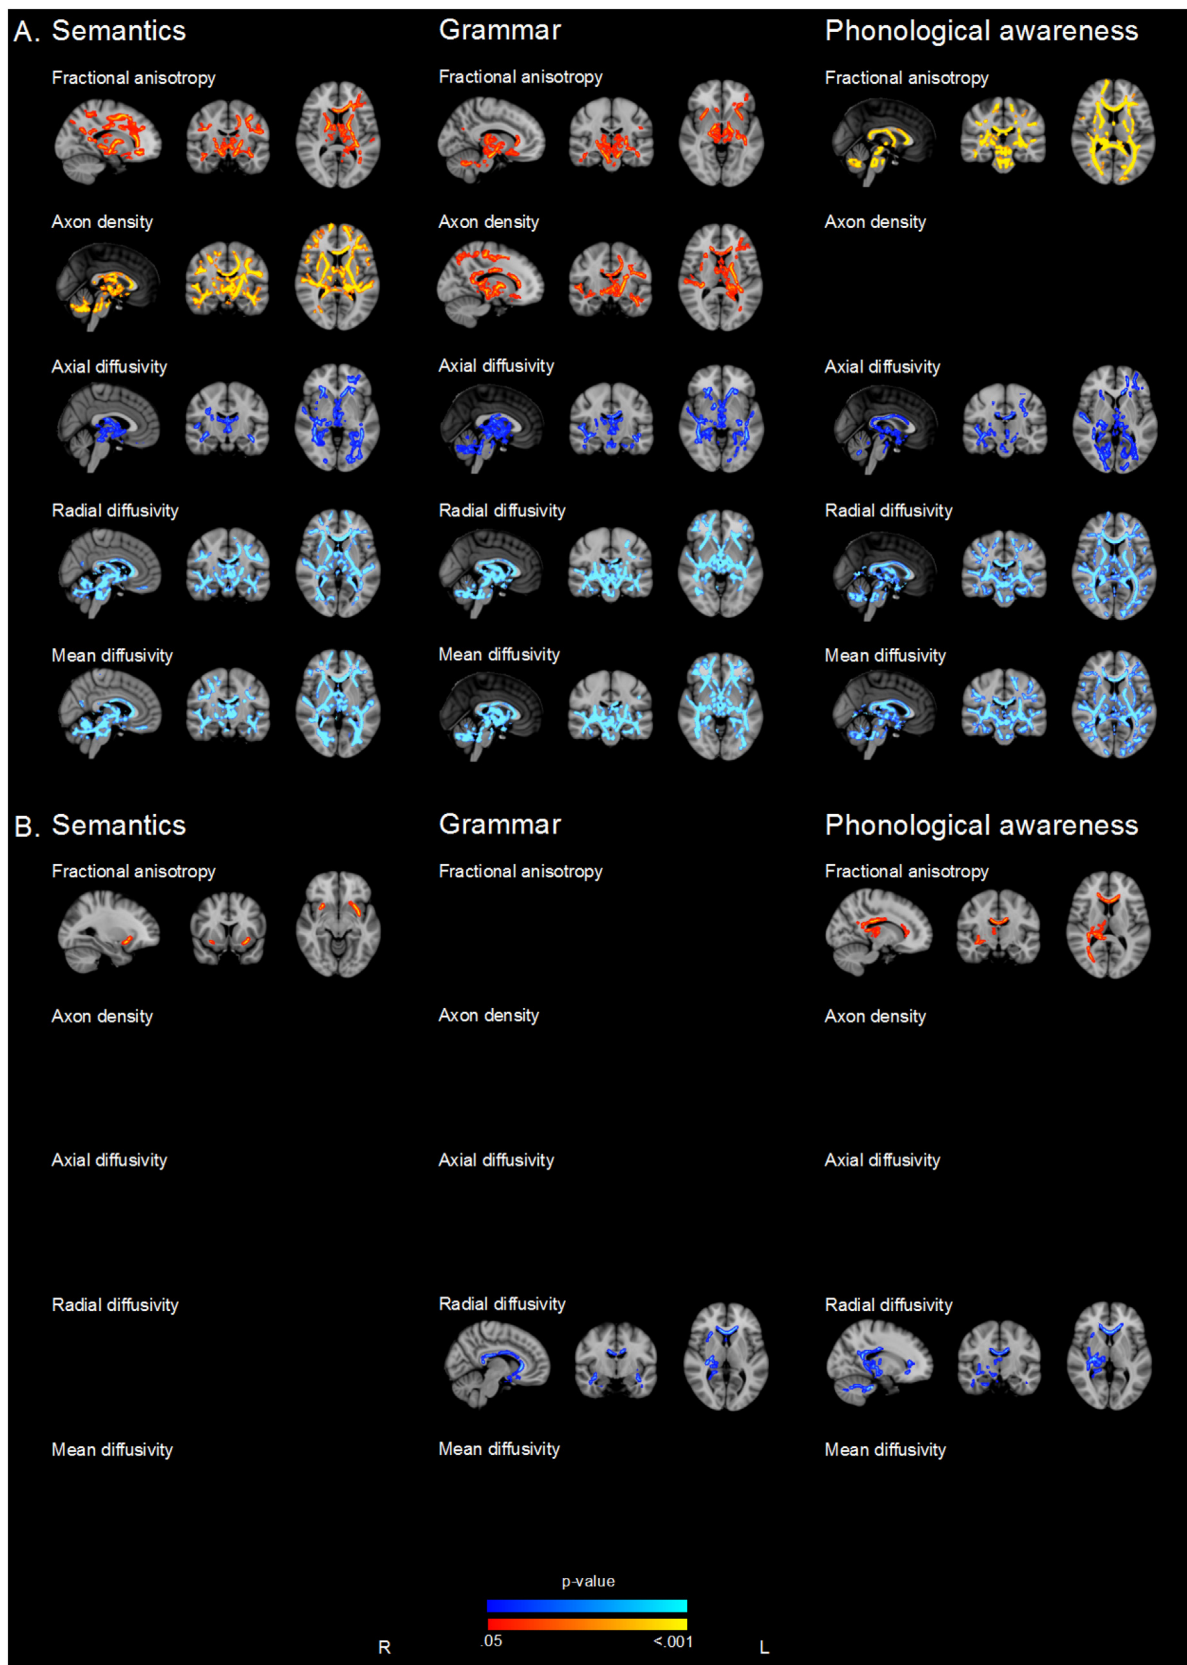 A. Semantics Grammar Phonological awareness
Fractional anisotropy Fractional anisotropy Fractional anisotropy
Axon density Axon density Axon density
Axial diffusivity Axial diffusivity Axial diffusivity
Radial diffusivity Radial diffusivity Radial diffusivity
Mean diffusivity Mean diffusivity Mean diffusivity
B. Semantics Grammar Phonological awareness
Fractional anisotropy Fractional anisotropy Fractional anisotropy
Axon density Axon density Axon density
Axial diffusivity Axial diffusivity Axial diffusivity
Radial diffusivity Radial diffusivity Radial diffusivity
Mean diffusivity Mean diffusivity Mean diffusivity
p-value
.05 <.001
R L